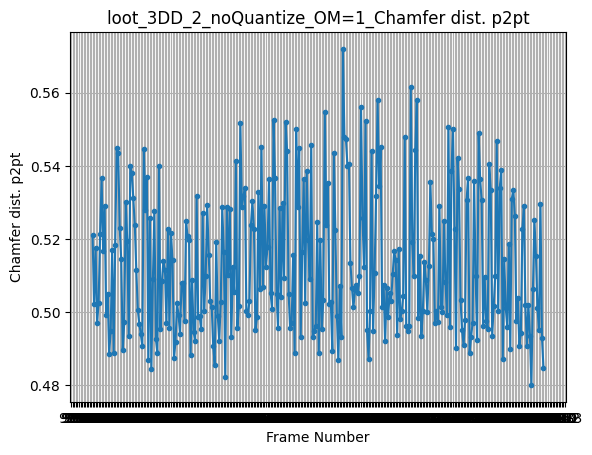 loot_3DD_2_noQuantize_OM=1_Chamfer dist. p2pt
Chamfer dist. p2pt
0.56
0.54
0.52
0.50
0.48
Frame Number